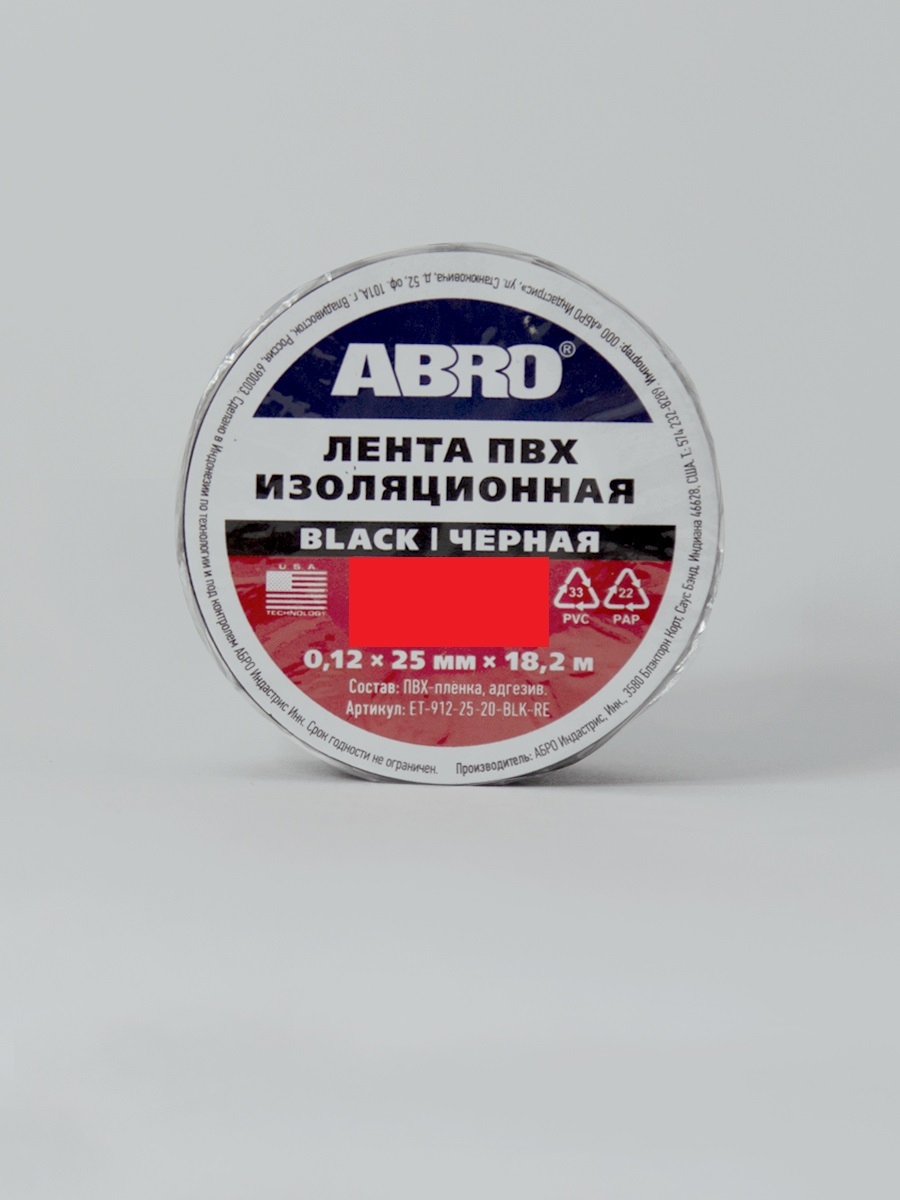 ABRO®
ЛЕНТА ПВХ
ИЗОЛЯЦИОННАЯ
BLACK | ЧЕРНАЯ
U.S.A.
TECHNOLOGY
33
PVC
22
PAP
0,12 × 25 мм × 18,2 м
Состав: ПВХ-плёнка, адгезив.
Артикул: ET-912-25-20-BLK-RE
Производитель: АБРО Индастрис, Инк., 3580 Блэкторн Корт, Саус Бэнд, Индиана 46628, США, Т.: 574 232-8289. Импортер: ООО «АБРО Индастрис», ул. Станюковича, д. 52, оф. 101А, г. Владивосток, Россия, 690003. Сделано в Индонезии по технологии и под контролем АБРО Индастрис Инк. Срок годности не ограничен.